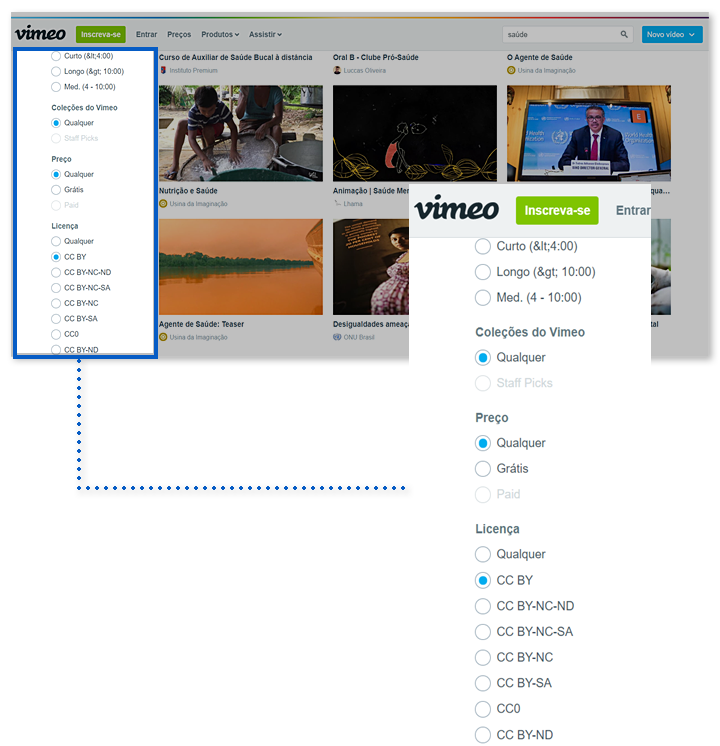 vimeo
Inscreva-se
Entrar
Preços
Produtos
Assistir
saúde
Novo vídeo
Curto (&lt;4:00)
Longo (&gt; 10:00)
Med. (4 - 10:00)
Coleções do Vimeo
Qualquer
Staff Picks
Preço
Qualquer
Grátis
Paid
Licença
Qualquer
CC BY
CC BY-NC-ND
CC BY-NC-SA
CC BY-NC
CC BY-SA
CC0
CC BY-ND
Curso de Auxiliar de Saúde Bucal à distância
Instituto Premium
Oral B - Clube Pró-Saúde
Luccas Oliveira
O Agente de Saúde
Usina da Imaginação
Nutrição e Saúde
Usina da Imaginação
Animação | Saúde Men
Lhama
qua...
Agente de Saúde: Teaser
Usina da Imaginação
Desigualdades ameaça
ONU Brasil
tal
vimeo
Inscreva-se
Entrar
Curto (&lt;4:00)
Longo (&gt; 10:00)
Med. (4 - 10:00)
Coleções do Vimeo
Qualquer
Staff Picks
Preço
Qualquer
Grátis
Paid
Licença
Qualquer
CC BY
CC BY-NC-ND
CC BY-NC-SA
CC BY-NC
CC BY-SA
CC0
CC BY-ND